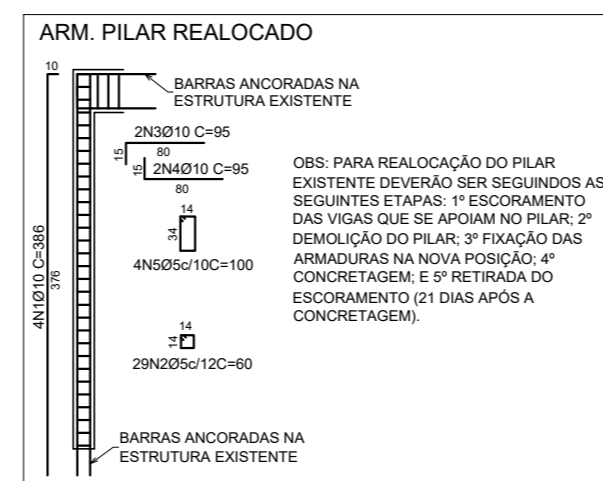 ARM. PILAR REALOCADO
10
BARRAS ANCORADAS NA
ESTRUTURA EXISTENTE
2N3Ø10 C=95
15
80
15
2N4Ø10 C=95
80
14
34
4N5Ø5c/10C=100
14
14
29N2Ø5c/12C=60
4N1Ø10 C=386
376
OBS: PARA REALOCAÇÃO DO PILAR
EXISTENTE DEVERÃO SER SEGUINDOS AS
SEGUINTES ETAPAS: 1º ESCORAMENTO
DAS VIGAS QUE SE APOIAM NO PILAR; 2º
DEMOLIÇÃO DO PILAR; 3º FIXAÇÃO DAS
ARMADURAS NA NOVA POSIÇÃO; 4º
CONCRETAGEM; E 5º RETIRADA DO
ESCORAMENTO (21 DIAS APÓS A
CONCRETAGEM).
BARRAS ANCORADAS NA
ESTRUTURA EXISTENTE